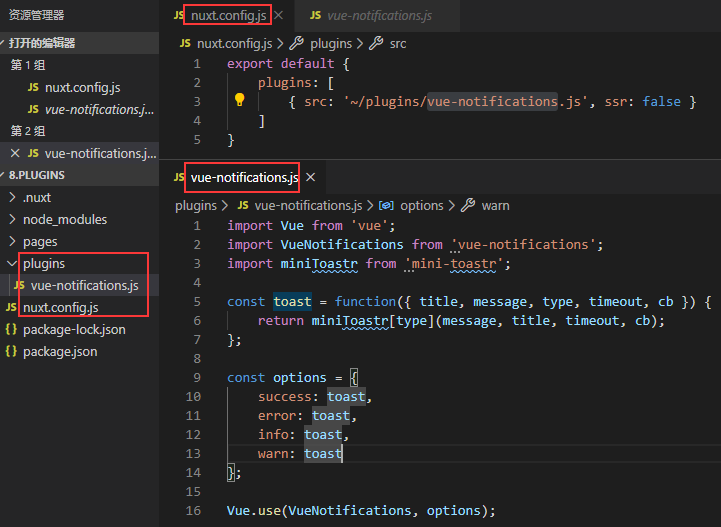 资源管理器
打开的编辑器
第 1 组
JS nuxt.config.js
JS vue-notifications.j...
第 2 组
JS vue-notifications.j...
8.PLUGINS
.nuxt
node_modules
pages
plugins
JS vue-notifications.js
JS nuxt.config.js
{} package-lock.json
{} package.json
JS nuxt.config.js JS vue-notifications.js
JS nuxt.config.js > plugins > src
1 export default {
2 plugins: [
3 { src: '~/plugins/vue-notifications.js', ssr: false }
4 ]
5 }
JS vue-notifications.js
plugins > JS vue-notifications.js > options > warn
1 import Vue from 'vue';
2 import VueNotifications from 'vue-notifications';
3 import miniToastr from 'mini-toastr';
4
5 const toast = function({ title, message, type, timeout, cb }) {
6 return miniToastr[type](message, title, timeout, cb);
7 };
8
9 const options = {
10 success: toast,
11 error: toast,
12 info: toast,
13 warn: toast
14 };
15
16 Vue.use(VueNotifications, options);